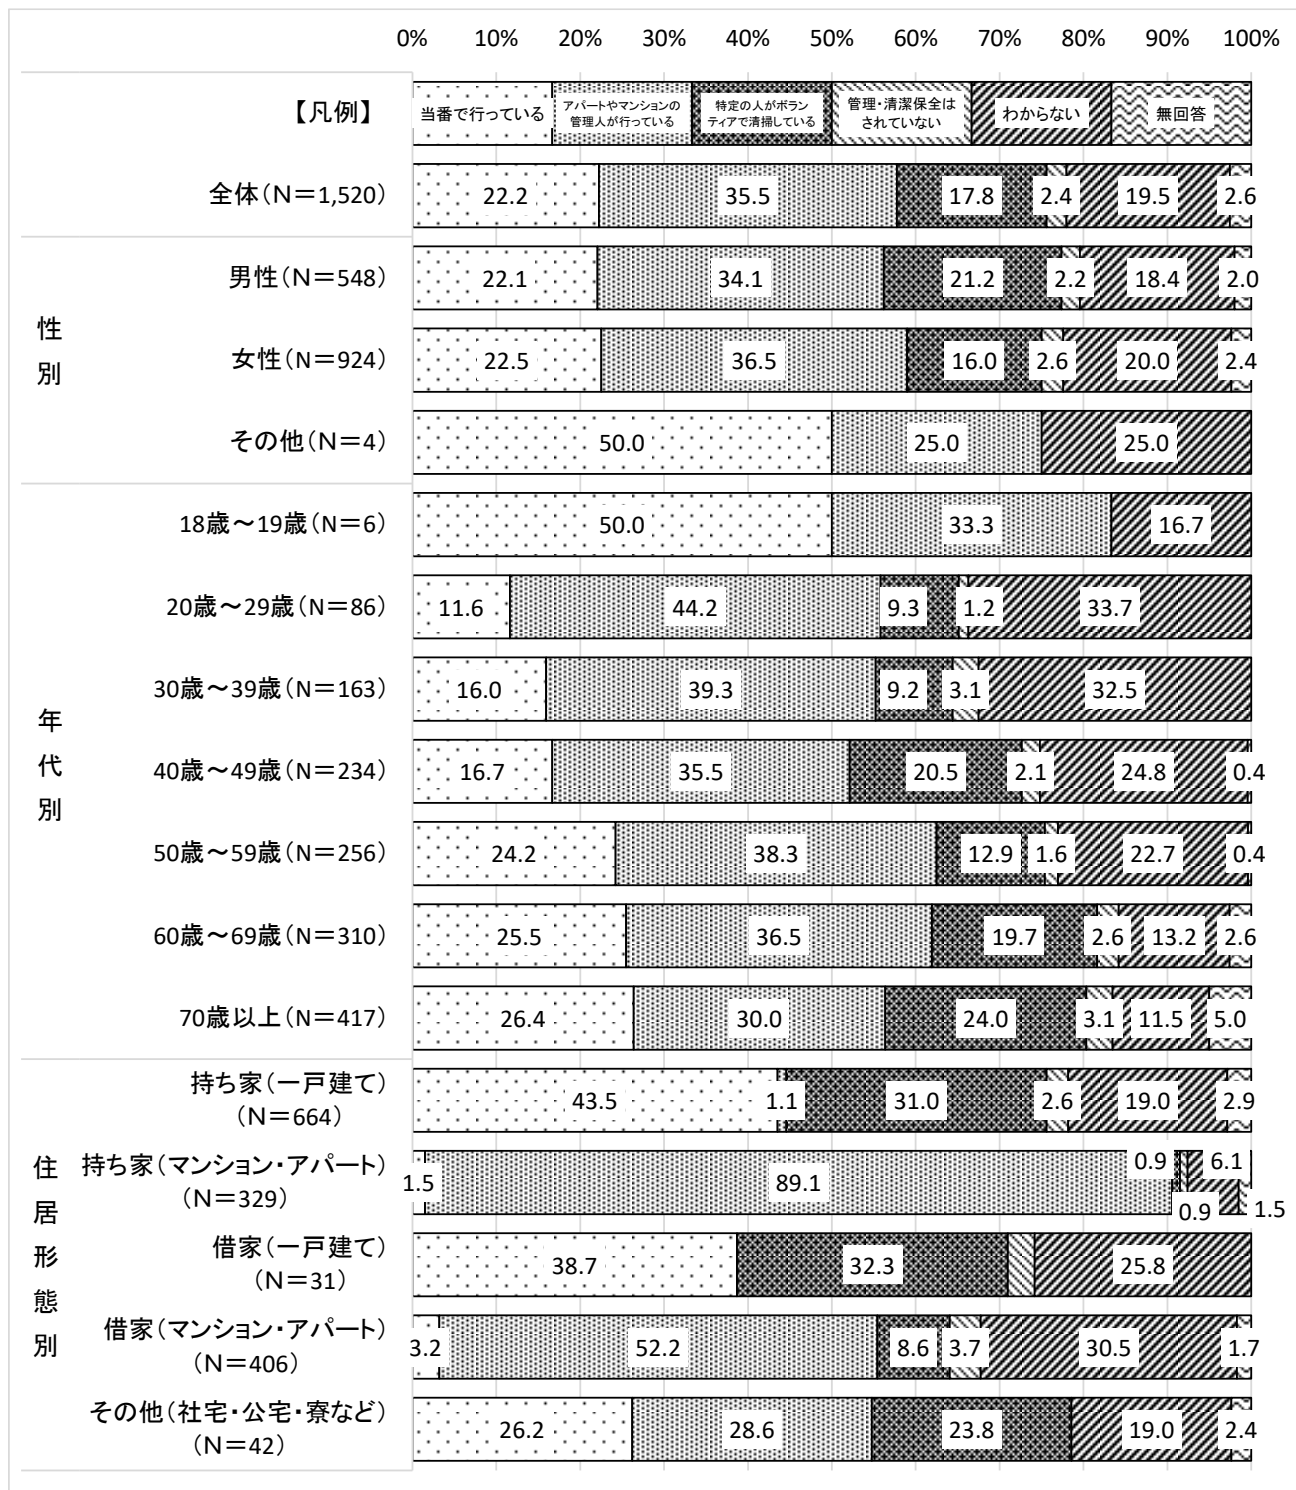 0% 10% 20% 30% 40% 50% 60% 70% 80% 90% 100%
【凡例】 当番で行っている アパートやマンションの管理人が行っている 特定の人がボランティアで清掃している 管理・清潔保全はされていない わからない 無回答
全体(N=1,520) 22.2 35.5 17.8 2.4 19.5 2.6
性別
男性(N=548) 22.1 34.1 21.2 2.2 18.4 2.0
女性(N=924) 22.5 36.5 16.0 2.6 20.0 2.4
その他(N=4) 50.0 25.0 25.0
年代別
18歳~19歳(N=6) 50.0 33.3 16.7
20歳~29歳(N=86) 11.6 44.2 9.3 1.2 33.7
30歳~39歳(N=163) 16.0 39.3 9.2 3.1 32.5
40歳~49歳(N=234) 16.7 35.5 20.5 2.1 24.8 0.4
50歳~59歳(N=256) 24.2 38.3 12.9 1.6 22.7 0.4
60歳~69歳(N=310) 25.5 36.5 19.7 2.6 13.2 2.6
70歳以上(N=417) 26.4 30.0 24.0 3.1 11.5 5.0
住居形態別
持ち家(一戸建て)
(N=664) 43.5 1.1 31.0 2.6 19.0 2.9
持ち家(マンション・アパート)
(N=329) 1.5 89.1 0.9 0.9 6.1 1.5
借家(一戸建て)
(N=31) 38.7 32.3 25.8
借家(マンション・アパート)
(N=406) 3.2 52.2 8.6 3.7 30.5 1.7
その他(社宅・公宅・寮など)
(N=42) 26.2 28.6 23.8 19.0 2.4